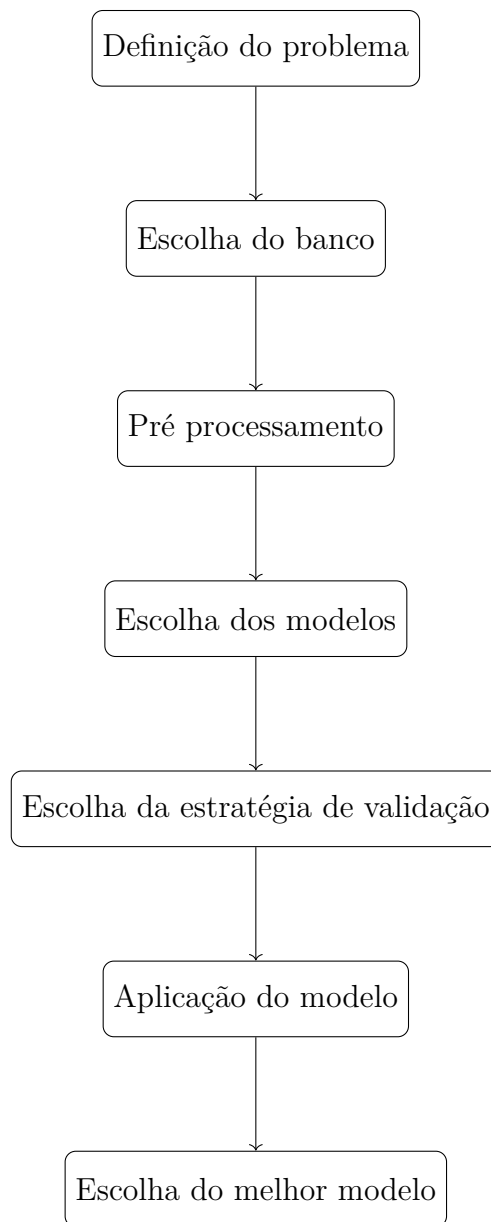 Definição do problema
Escolha do banco
Pré processamento
Escolha dos modelos
Escolha da estratégia de validação
Aplicação do modelo
Escolha do melhor modelo